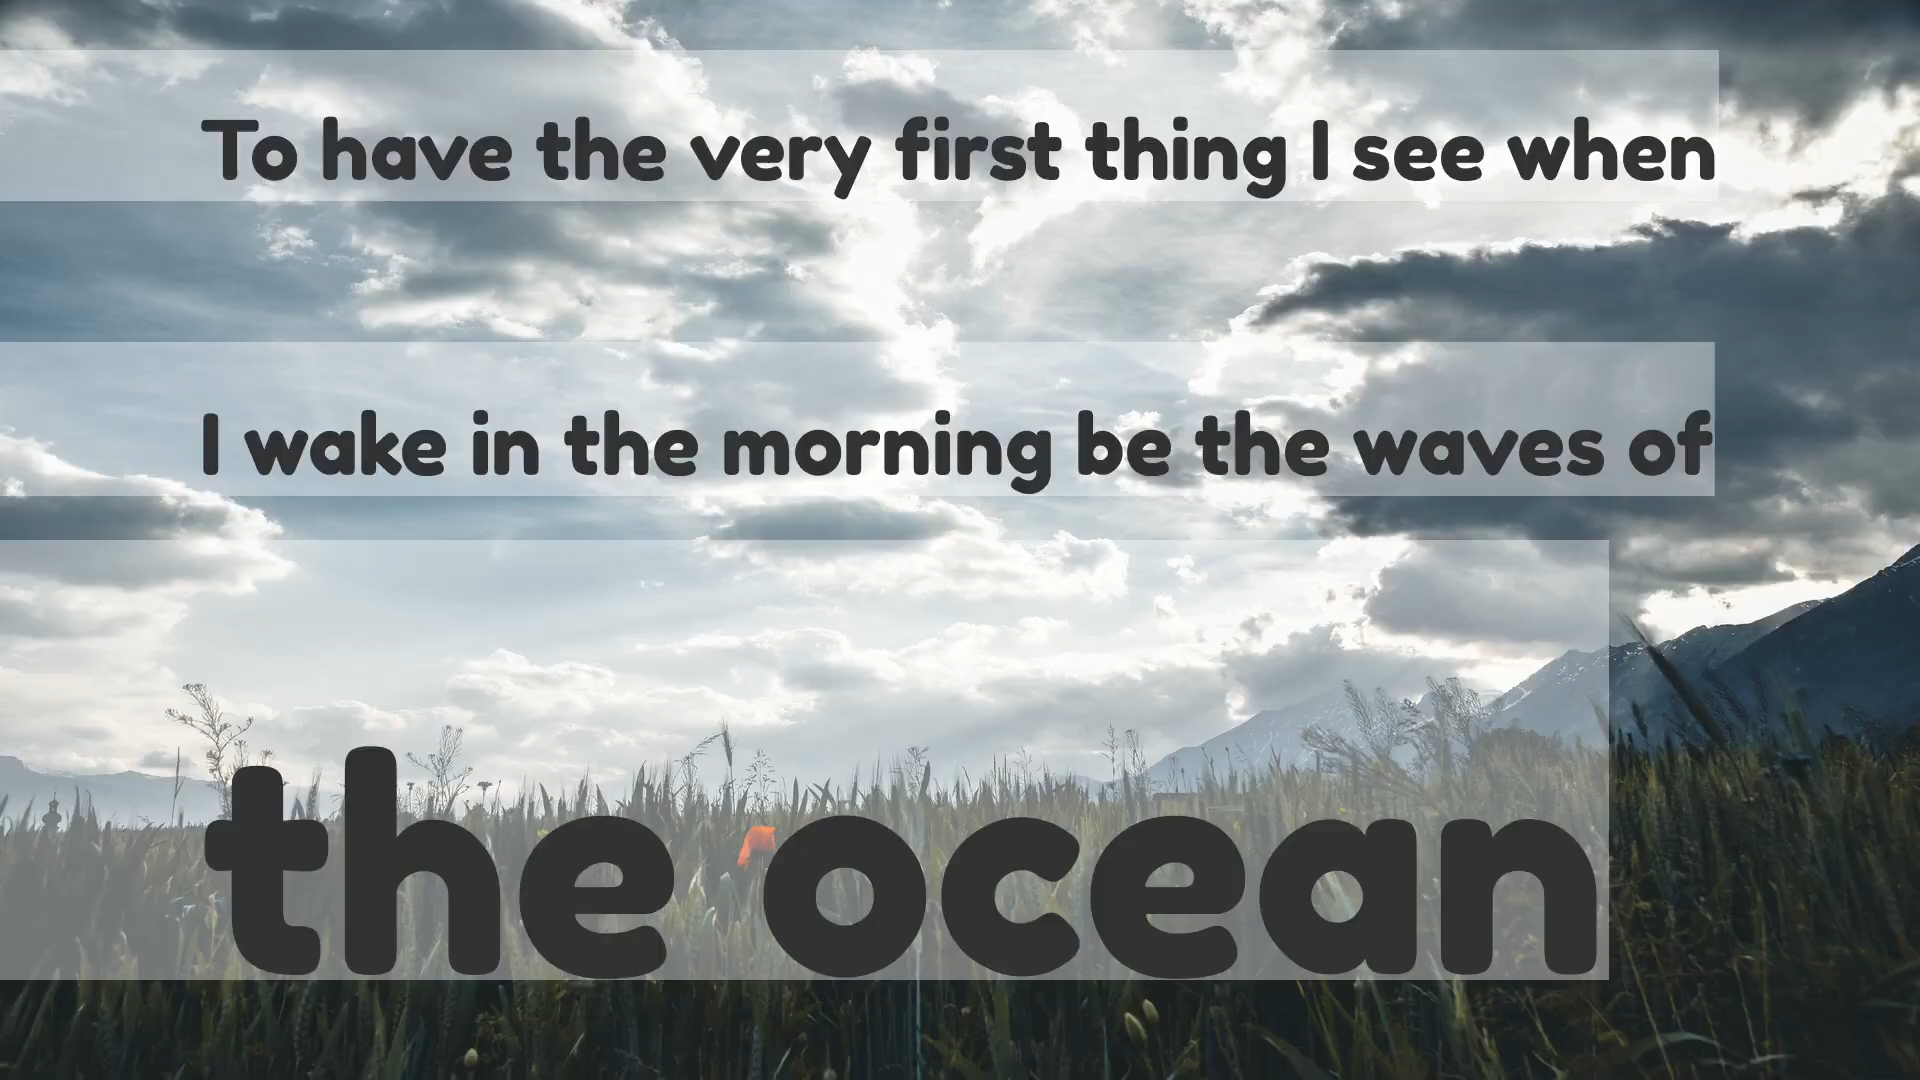 To have the very first thing I see when
I wake in the morning be the waves of
the ocean